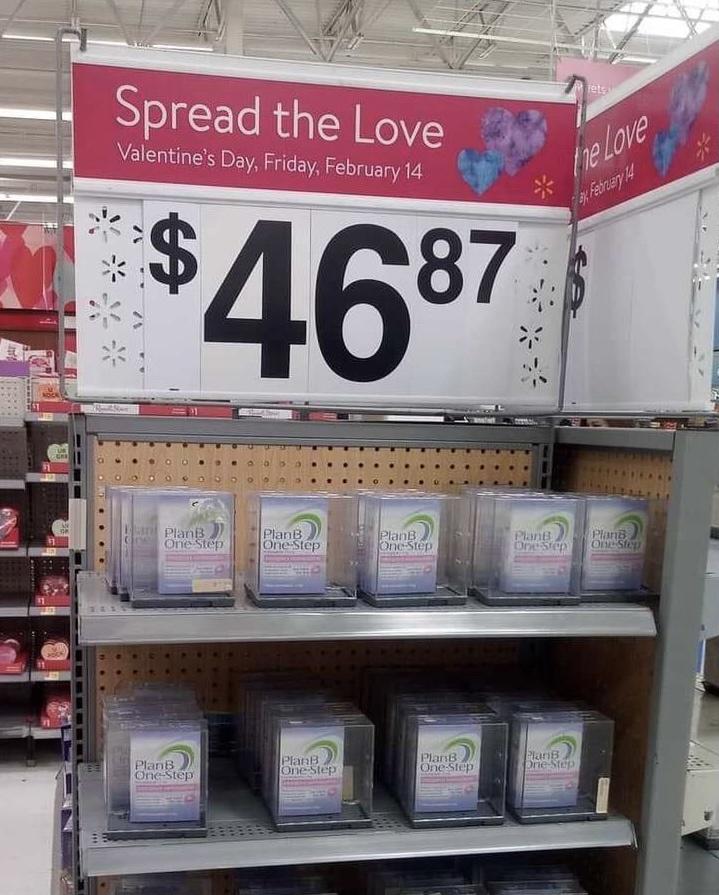 Spread the Love
Valentine's Day, Friday, February 14
$46 87
he Love
ay, February 14
$
Plan B
One-Step
Plan B
One-Step
Plan B
One-Step
Plan B
One-Step
Plan B
One-Step
Plan B
One-Step
Plan B
One-Step
Plan B
One-Step
Plan B
One-Step